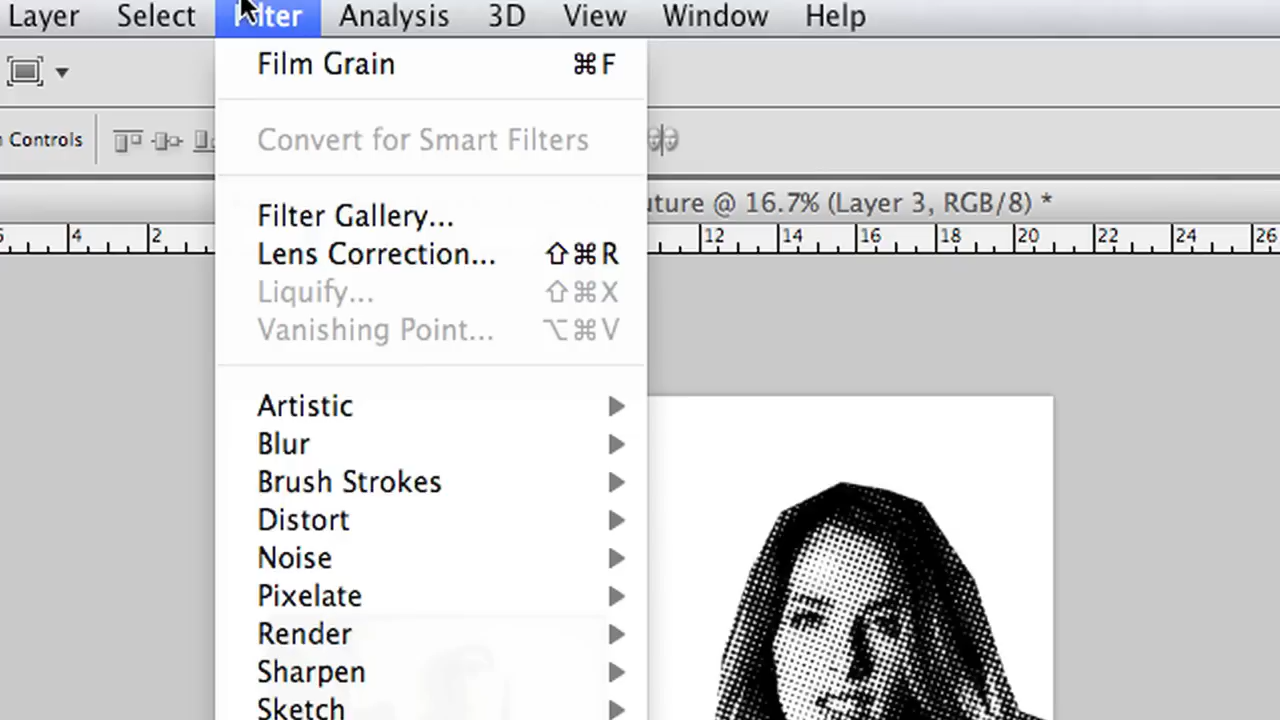 Layer Select Filter Analysis 3D View Window Help
Film Grain ⌘F
Controls
Convert for Smart Filters
Filter Gallery...
uture @ 16.7% (Layer 3, RGB/8) *
4 2 12 14 16 18 20 22 24 26
Lens Correction... ⇧⌘R
Liquify... ⇧⌘X
Vanishing Point... ⌥⌘V
Artistic
Blur
Brush Strokes
Distort
Noise
Pixelate
Render
Sharpen
Sketch